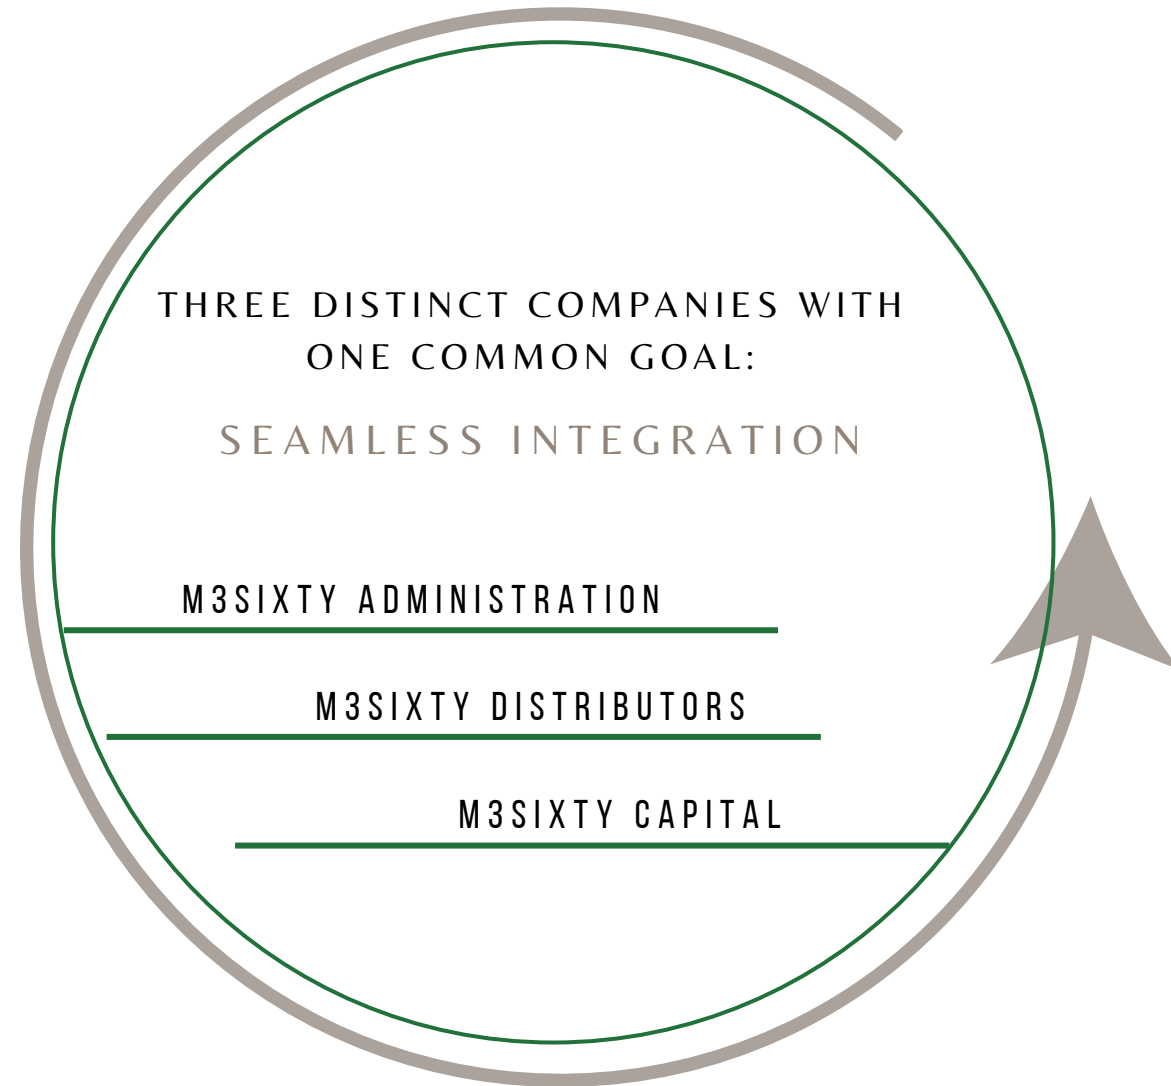 THREE DISTINCT COMPANIES WITH
ONE COMMON GOAL:
SEAMLESS INTEGRATION
M3SIXTY ADMINISTRATION
M3SIXTY DISTRIBUTORS
M3SIXTY CAPITAL